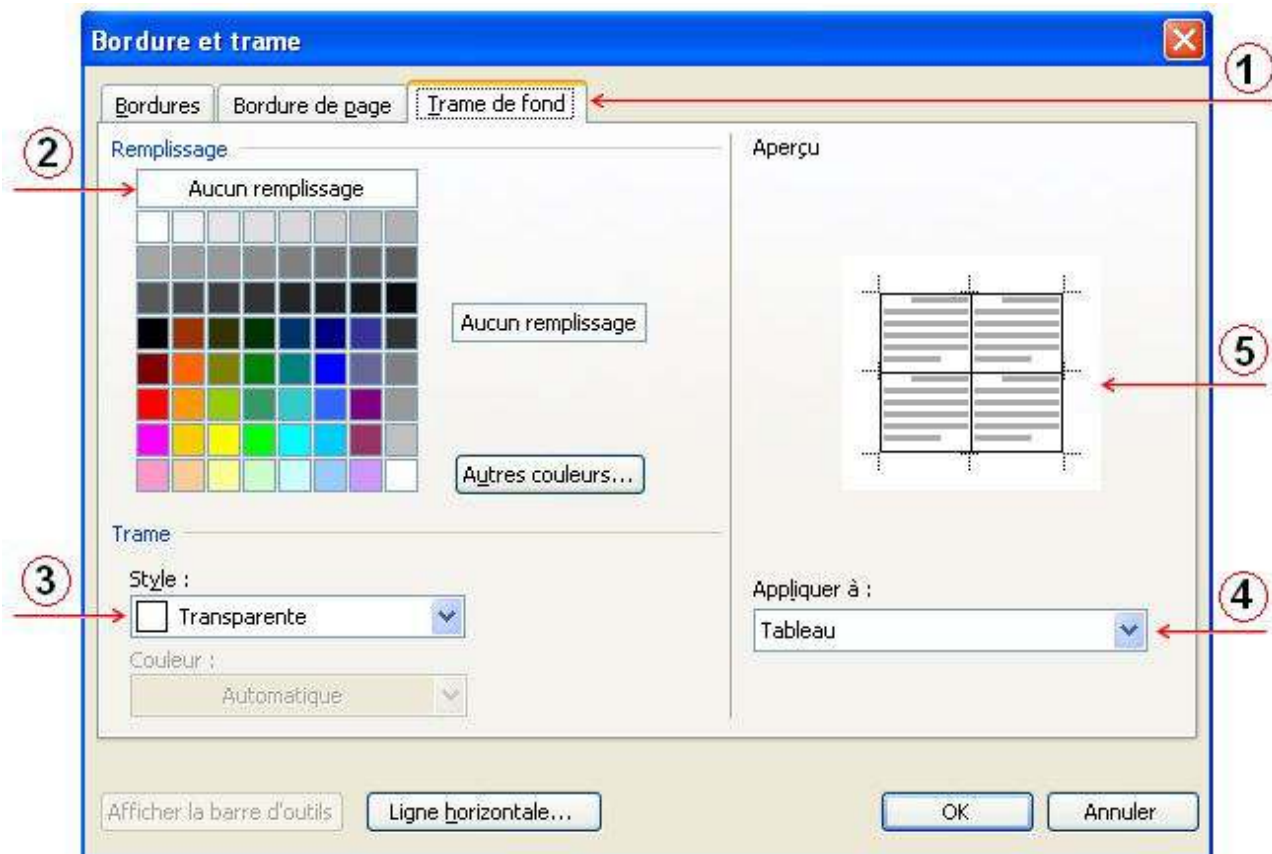 Bordure et trame
1
Bordures
Bordure de page
Trame de fond
2
Remplissage
Aperçu
Aucun remplissage
Aucun remplissage
5
Autres couleurs...
Trame
3
Style :
Appliquer à :
4
Transparente
Tableau
Couleur :
Automatique
Afficher la barre d'outils
Ligne horizontale...
OK
Annuler